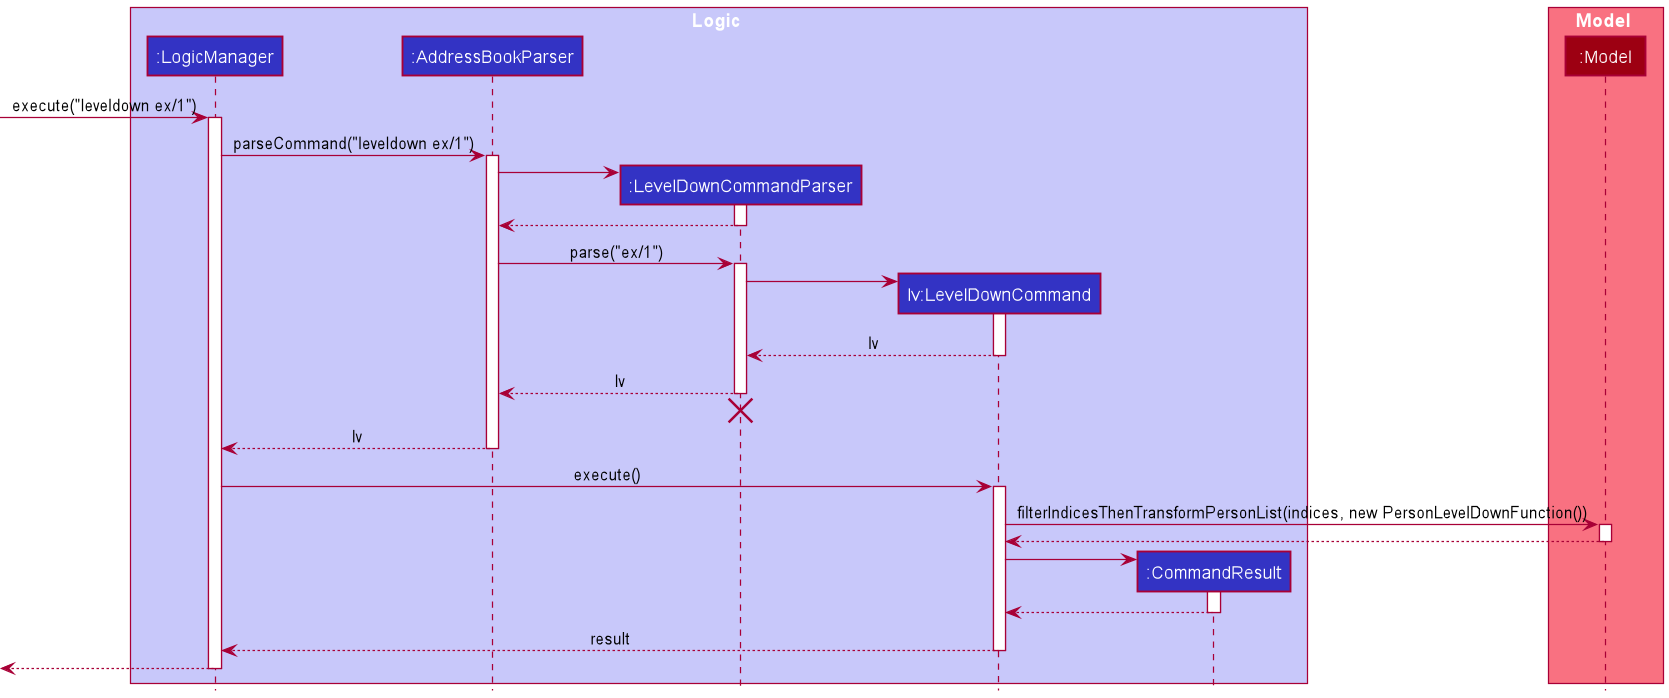 Logic
Model
:LogicManager
:AddressBookParser
:Model
execute("leveldown ex/1")
parseCommand("leveldown ex/1")
:LevelDownCommandParser
parse("ex/1")
lv:LevelDownCommand
lv
lv
lv
execute()
filterIndicesThenTransformPersonList(indices, new PersonLevelDownFunction())
:CommandResult
result